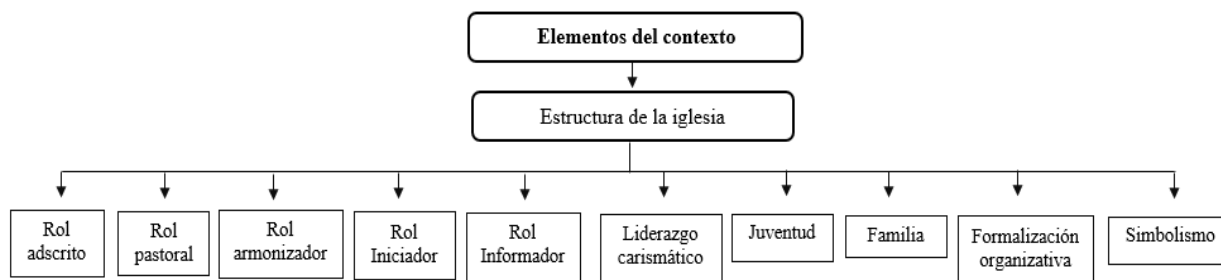 Elementos del contexto
Estructura de la iglesia
Rol
adscrito
Rol
pastoral
Rol
armonizador
Rol
Iniciador
Rol
Informador
Liderazgo
carismático
Juventud
Familia
Formalización
organizativa
Simbolismo